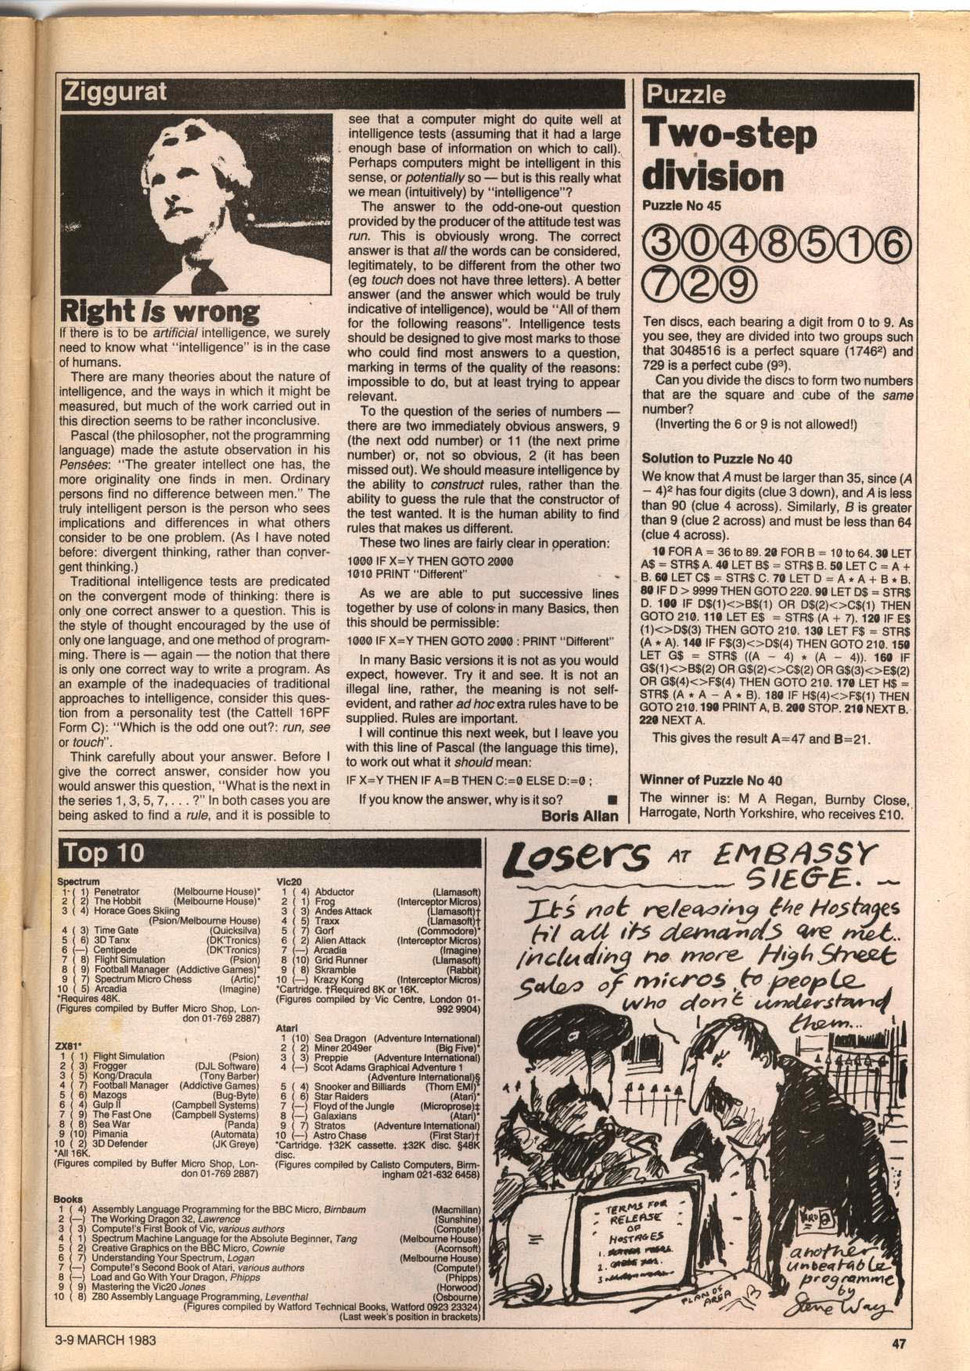 Ziggurat
Right is wrong
If there is to be artificial intelligence, we surely
need to know what "intelligence" is in the case
of humans.
There are many theories about the nature of
intelligence, and the ways in which it might be
measured, but much of the work carried out in
this direction seems to be rather inconclusive.
Pascal (the philosopher, not the programming
language) made the astute observation in his
Pensées: "The greater intellect one has, the
more originality one finds in men. Ordinary
persons find no difference between men." The
truly intelligent person is the person who sees
implications and differences in what others
consider to be one problem. (As I have noted
before: divergent thinking, rather than conver-
gent thinking.)
Traditional intelligence tests are predicated
on the convergent mode of thinking: there is
only one correct answer to a question. This is
the style of thought encouraged by the use of
only one language, and one method of program-
ming. There is — again — the notion that there
is only one correct way to write a program. As
an example of the inadequacies of traditional
approaches to intelligence, consider this ques-
tion from a personality test (the Cattell 16PF
Form C): "Which is the odd one out?: run, see
or touch".
Think carefully about your answer. Before I
give the correct answer, consider how you
would answer this question, "What is the next in
the series 1, 3, 5, 7, . . . ?" In both cases you are
being asked to find a rule, and it is possible to
see that a computer might do quite well at
intelligence tests (assuming that it had a large
enough base of information on which to call).
Perhaps computers might be intelligent in this
sense, or potentially so — but is this really what
we mean (intuitively) by "intelligence"?
The answer to the odd-one-out question
provided by the producer of the attitude test was
run. This is obviously wrong. The correct
answer is that all the words can be considered,
legitimately, to be different from the other two
(eg touch does not have three letters). A better
answer (and the answer which would be truly
indicative of intelligence), would be "All of them
for the following reasons". Intelligence tests
should be designed to give most marks to those
who could find most answers to a question,
marking in terms of the quality of the reasons:
impossible to do, but at least trying to appear
relevant.
To the question of the series of numbers —
there are two immediately obvious answers, 9
(the next odd number) or 11 (the next prime
number) or, not so obvious, 2 (it has been
missed out). We should measure intelligence by
the ability to construct rules, rather than the
ability to guess the rule that the constructor of
the test wanted. It is the human ability to find
rules that makes us different.
These two lines are fairly clear in operation:
1000 IF X=Y THEN GOTO 2000
1010 PRINT "Different"
As we are able to put successive lines
together by use of colons in many Basics, then
this should be permissible:
1000 IF X=Y THEN GOTO 2000 : PRINT "Different"
In many Basic versions it is not as you would
expect, however. Try it and see. It is not an
illegal line, rather, the meaning is not self-
evident, and rather ad hoc extra rules have to be
supplied. Rules are important.
I will continue this next week, but I leave you
with this line of Pascal (the language this time),
to work out what it should mean:
IF X=Y THEN IF A=B THEN C:=0 ELSE D:=0 ;
If you know the answer, why is it so?
Boris Allan
Puzzle
Two-step
division
Puzzle No 45
3048516
729
Ten discs, each bearing a digit from 0 to 9. As
you see, they are divided into two groups such
that 3048516 is a perfect square (1746²) and
729 is a perfect cube (9³).
Can you divide the discs to form two numbers
that are the square and cube of the same
number?
(Inverting the 6 or 9 is not allowed!)
Solution to Puzzle No 40
We know that A must be larger than 35, since (A
− 4)² has four digits (clue 3 down), and A is less
than 90 (clue 4 across). Similarly, B is greater
than 9 (clue 2 across) and must be less than 64
(clue 4 across).
10 FOR A = 36 to 89. 20 FOR B = 10 to 64. 30 LET
A$ = STR$ A. 40 LET B$ = STR$ B. 50 LET C = A +
B. 60 LET C$ = STR$ C. 70 LET D = A * A + B * B.
80 IF D > 9999 THEN GOTO 220. 90 LET D$ = STR$
D. 100 IF D$(1)<>B$(1) OR D$(2)<>C$(1) THEN
GOTO 210. 110 LET E$ = STR$ (A + 7). 120 IF E$
(1)<>D$(3) THEN GOTO 210. 130 LET F$ = STR$
(A * A). 140 IF F$(3)<>D$(4) THEN GOTO 210. 150
LET G$ = STR$ ((A − 4) * (A − 4)). 160 IF
G$(1)<>B$(2) OR G$(2)<>C$(2) OR G$(3)<>E$(2)
OR G$(4)<>F$(4) THEN GOTO 210. 170 LET H$ =
STR$ (A * A − A * B). 180 IF H$(4)<>F$(1) THEN
GOTO 210. 190 PRINT A, B. 200 STOP. 210 NEXT B.
220 NEXT A.
This gives the result A=47 and B=21.
Winner of Puzzle No 40
The winner is: M A Regan, Burnby Close,
Harrogate, North Yorkshire, who receives £10.
Top 10
Spectrum
1 ( 1) Penetrator (Melbourne House)*
2 ( 2) The Hobbit (Melbourne House)*
3 ( 4) Horace Goes Skiing
(Psion/Melbourne House)
4 ( 3) Time Gate (Quicksilva)
5 ( 6) 3D Tanx (DK'Tronics)
6 (—) Centipede (DK'Tronics)
7 ( 8) Flight Simulation (Psion)
8 ( 9) Football Manager (Addictive Games)*
9 ( 7) Spectrum Micro Chess (Artic)*
10 ( 5) Arcadia (Imagine)
*Requires 48K.
(Figures compiled by Buffer Micro Shop, Lon-
don 01-769 2887)
ZX81*
1 ( 1) Flight Simulation (Psion)
2 ( 3) Frogger (DJL Software)
3 ( 5) Kong/Dracula (Tony Barber)
4 ( 7) Football Manager (Addictive Games)
5 ( 6) Mazogs (Bug-Byte)
6 ( 4) Gulp II (Campbell Systems)
7 ( 9) The Fast One (Campbell Systems)
8 ( 8) Sea War (Panda)
9 (10) Pimania (Automata)
10 ( 2) 3D Defender (JK Greye)
*All 16K.
(Figures compiled by Buffer Micro Shop, Lon-
don 01-769 2887)
Vic20
1 ( 4) Abductor (Llamasoft)
2 ( 1) Frog (Interceptor Micros)
3 ( 3) Andes Attack (Llamasoft)†
4 ( 5) Traxx (Llamasoft)†
5 ( 7) Gorf (Commodore)*
6 ( 2) Alien Attack (Interceptor Micros)
7 (—) Arcadia (Imagine)
8 (10) Grid Runner (Llamasoft)
9 ( 8) Skramble (Rabbit)
10 (—) Krazy Kong (Interceptor Micros)
*Cartridge. †Required 8K or 16K.
(Figures compiled by Vic Centre, London 01-
992 9904)
Atari
1 (10) Sea Dragon (Adventure International)
2 ( 2) Miner 2049er (Big Five)*
3 ( 3) Preppie (Adventure International)
4 (—) Scot Adams Graphical Adventure 1
(Adventure International)§
5 ( 4) Snooker and Billiards (Thorn EMI)*
6 ( 6) Star Raiders (Atari)*
7 (—) Floyd of the Jungle (Microprose)‡
8 (—) Galaxians (Atari)*
9 ( 7) Stratos (Adventure International)
10 (—) Astro Chase (First Star)†
*Cartridge. †32K cassette. ‡32K disc. §48K
disc.
(Figures compiled by Calisto Computers, Birm-
ingham 021-632 6458)
Books
1 ( 4) Assembly Language Programming for the BBC Micro, Birnbaum (Macmillan)
2 (—) The Working Dragon 32, Lawrence (Sunshine)
3 ( 3) Compute!'s First Book of Vic, various authors (Compute!)
4 ( 1) Spectrum Machine Language for the Absolute Beginner, Tang (Melbourne House)
5 ( 2) Creative Graphics on the BBC Micro, Cownie (Acornsoft)
6 ( 7) Understanding Your Spectrum, Logan (Melbourne House)
7 (—) Compute!'s Second Book of Atari, various authors (Compute!)
8 (—) Load and Go With Your Dragon, Phipps (Phipps)
9 ( 9) Mastering the Vic20 Jones (Horwood)
10 ( 8) Z80 Assembly Language Programming, Leventhal (Osbourne)
(Figures compiled by Watford Technical Books, Watford 0923 23324)
(Last week's position in brackets)
Losers AT EMBASSY
SIEGE.
It's not releasing the Hostages
'til all its demands are met..
including no more High Street
sales of micros to people
who don't understand
them...
TERMS FOR
RELEASE
OF
HOSTAGES
1.
2.
3.
PLAN OF
AREA
another
unbeatable
programme
by
Steve Way
3-9 MARCH 1983
47